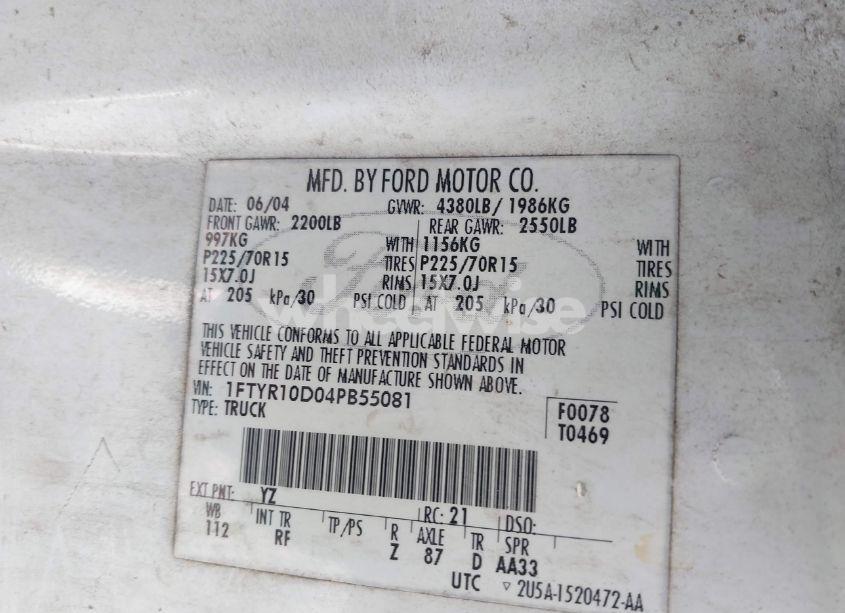 MFD. BY FORD MOTOR CO.
DATE: 06/04 GVWR: 4380LB/ 1986KG
FRONT GAWR: 2200LB REAR GAWR: 2550LB
997KG WITH 1156KG WITH
P225/70R15 TIRES P225/70R15 TIRES
15X7.0J RIMS 15X7.0J RIMS
AT 205 kPa/30 PSI COLD AT 205 kPa/30 PSI COLD
wheelwise
THIS VEHICLE CONFORMS TO ALL APPLICABLE FEDERAL MOTOR
VEHICLE SAFETY AND THEFT PREVENTION STANDARDS IN
EFFECT ON THE DATE OF MANUFACTURE SHOWN ABOVE.
VIN: 1FTYR10D04PB55081
TYPE: TRUCK
F0078
T0469
EXT PNT: YZ RC: 21 DSO:
WB INT TR TP/PS R AXLE TR SPR
112 RF Z 87 D AA33
UTC ▽ 2U5A-1520472-AA